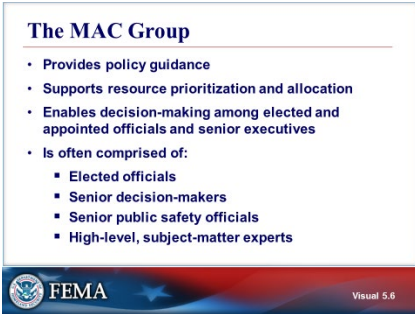 The MAC Group
• Provides policy guidance
• Supports resource prioritization and allocation
• Enables decision-making among elected and
appointed officials and senior executives
• Is often comprised of:
▪ Elected officials
▪ Senior decision-makers
▪ Senior public safety officials
▪ High-level, subject-matter experts
FEMA
Visual 5.6